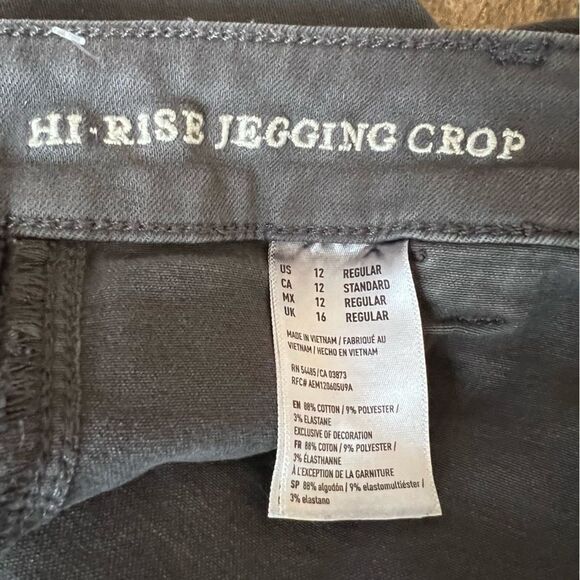 HI-RISE JEGGING CROP
US 12 REGULAR
CA 12 STANDARD
MX 12 REGULAR
UK 16 REGULAR
MADE IN VIETNAM / FABRIQUÉ AU
VIETNAM / HECHO EN VIETNAM
RN 54485/CA 03873
RFC# AEM120605U9A
EN 88% COTTON / 9% POLYESTER /
3% ELASTANE
EXCLUSIVE OF DECORATION
FR 88% COTON / 9% POLYESTER /
3% ÉLASTHANNE
À L'EXCEPTION DE LA GARNITURE
SP 88% algodón / 9% elastomultiéster /
3% elastano